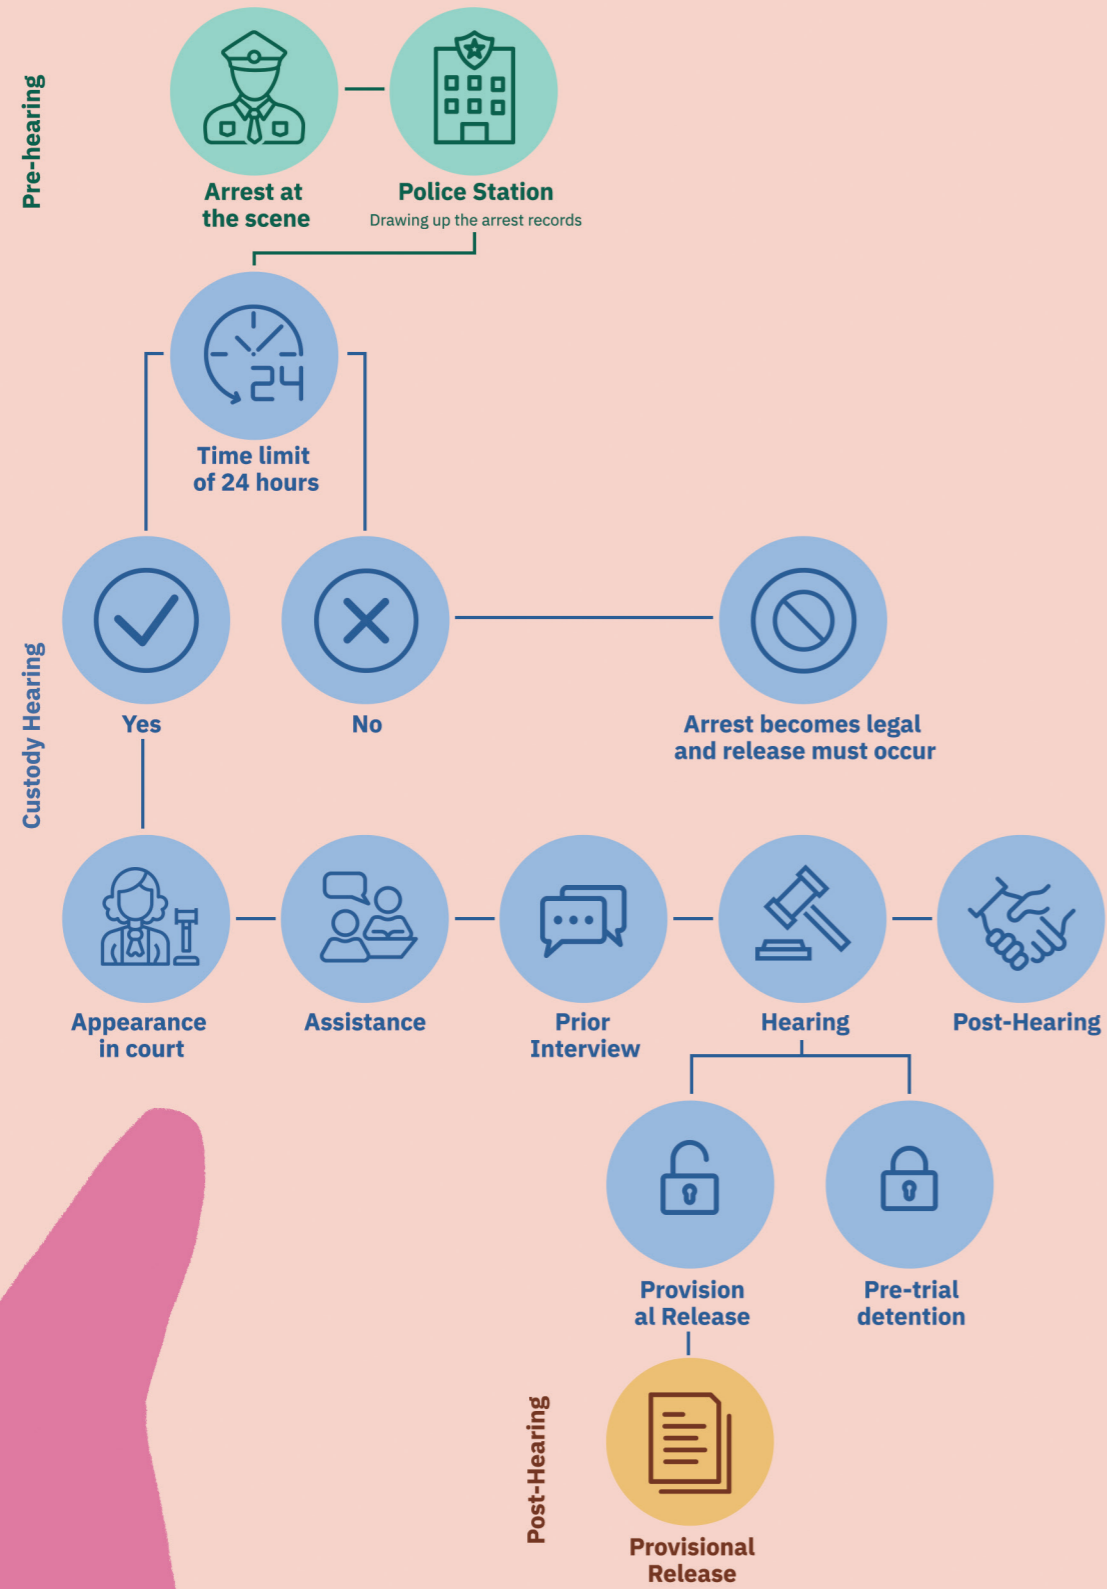 Pre-hearing
Arrest at
the scene
Police Station
Drawing up the arrest records
24
Time limit
of 24 hours
Custody Hearing
Yes
No
Arrest becomes legal
and release must occur
Appearance
in court
Assistance
Prior
Interview
Hearing
Post-Hearing
Provision
al Release
Pre-trial
detention
Post-Hearing
Provisional
Release